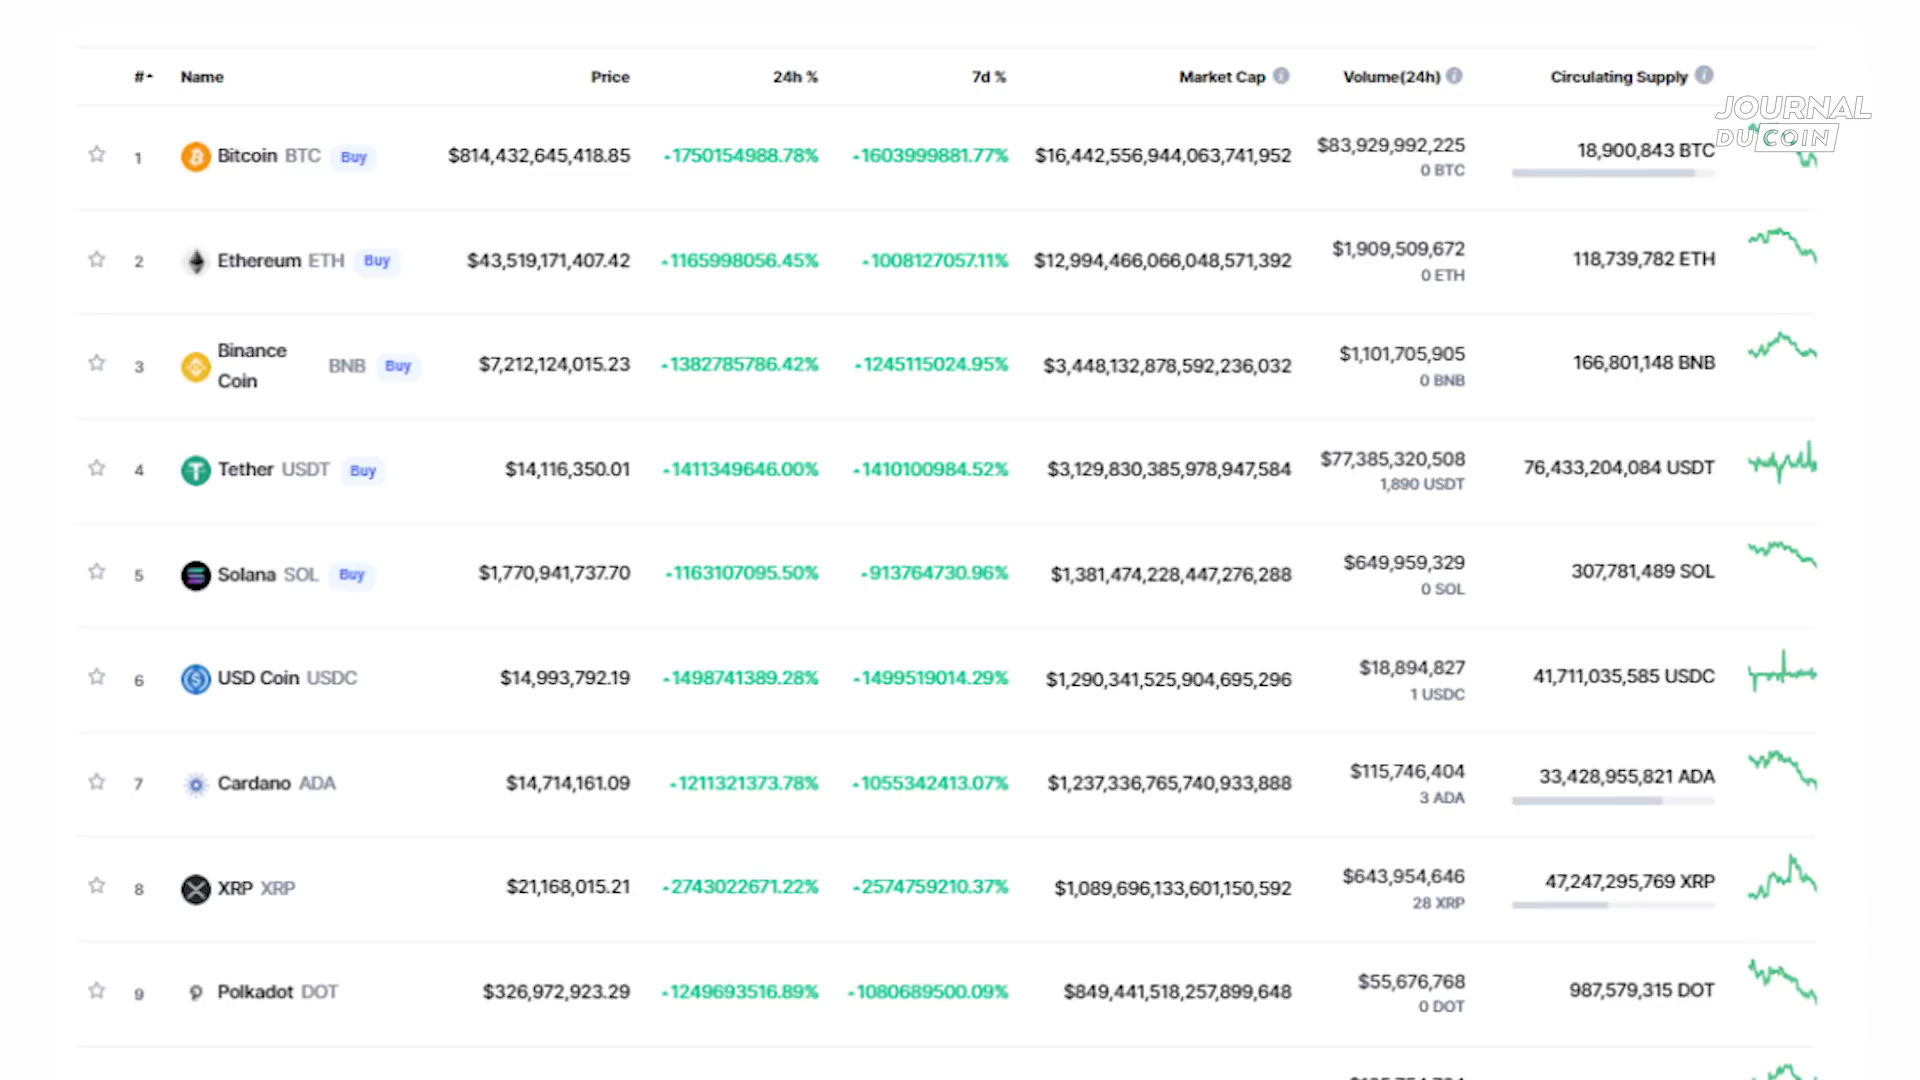 # Name Price 24h % 7d % Market Cap Volume(24h) Circulating Supply
JOURNAL
DU COIN
1 Bitcoin BTC Buy $814,432,645,418.85 1750154988.78% 1603999881.77% $16,442,556,944,063,741,952 $83,929,992,225 18,900,843 BTC
0 BTC
2 Ethereum ETH Buy $43,519,171,407.42 1165998056.45% 1008127057.11% $12,994,466,066,048,571,392 $1,909,509,672 118,739,782 ETH
0 ETH
3 Binance Coin BNB Buy $7,212,124,015.23 1382785786.42% 1245115024.95% $3,448,132,878,592,236,032 $1,101,705,905 166,801,148 BNB
0 BNB
4 Tether USDT Buy $14,116,350.01 1411349646.00% 1410100984.52% $3,129,830,385,978,947,584 $77,385,320,508 76,433,204,084 USDT
1,890 USDT
5 Solana SOL Buy $1,770,941,737.70 1163107095.50% 913764730.96% $1,381,474,228,447,276,288 $649,959,329 307,781,489 SOL
0 SOL
6 USD Coin USDC $14,993,792.19 1498741389.28% 1499519014.29% $1,290,341,525,904,695,296 $18,894,827 41,711,035,585 USDC
1 USDC
7 Cardano ADA $14,714,161.09 1211321373.78% 1055342413.07% $1,237,336,765,740,933,888 $115,746,404 33,428,955,821 ADA
3 ADA
8 XRP XRP $21,168,015.21 2743022671.22% 2574759210.37% $1,089,696,133,601,150,592 $643,954,646 47,247,295,769 XRP
28 XRP
9 Polkadot DOT $326,972,923.29 1249693516.89% 1080689500.09% $849,441,518,257,899,648 $55,676,768 987,579,315 DOT
0 DOT